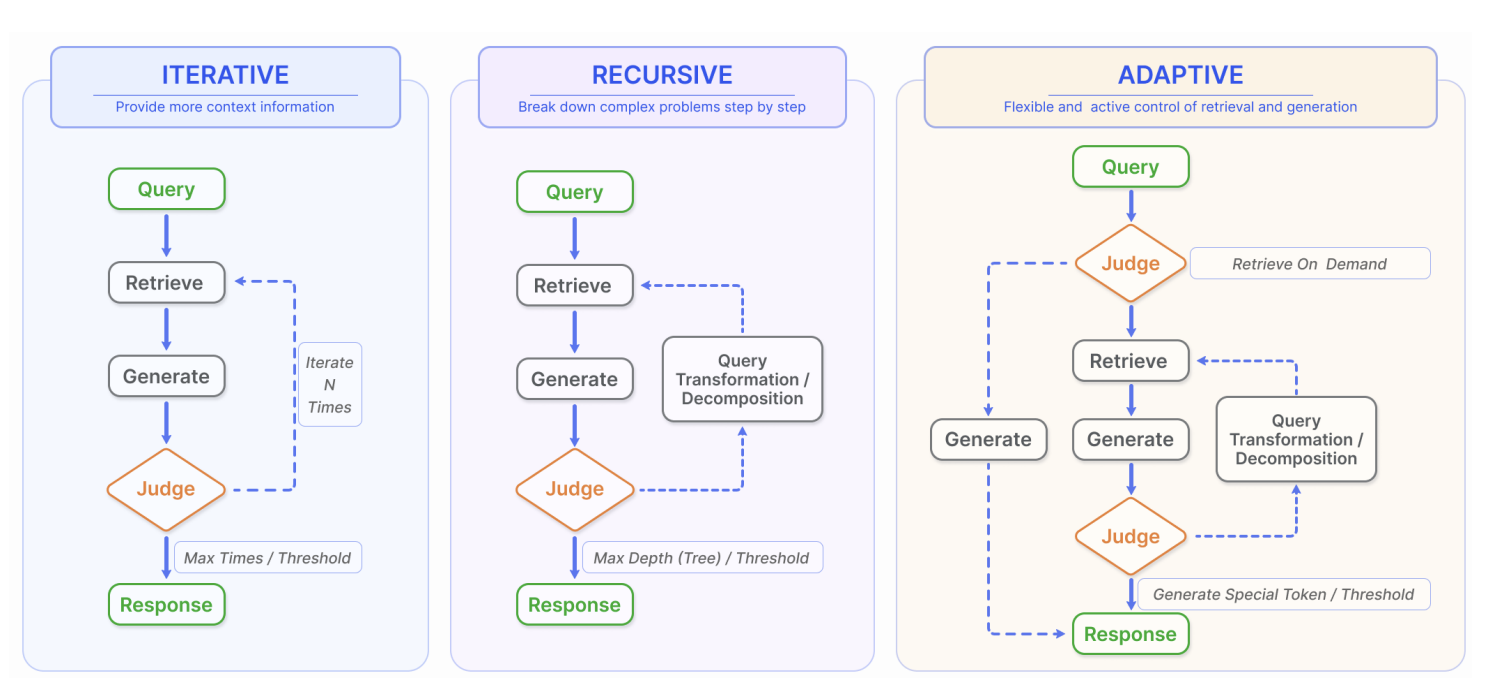 ITERATIVE
Provide more context information
Query
Retrieve
Generate
Iterate
N
Times
Judge
Max Times / Threshold
Response
RECURSIVE
Break down complex problems step by step
Query
Retrieve
Generate
Query
Transformation /
Decomposition
Judge
Max Depth (Tree) / Threshold
Response
ADAPTIVE
Flexible and active control of retrieval and generation
Query
Judge
Retrieve On Demand
Retrieve
Generate
Generate
Query
Transformation /
Decomposition
Judge
Generate Special Token / Threshold
Response